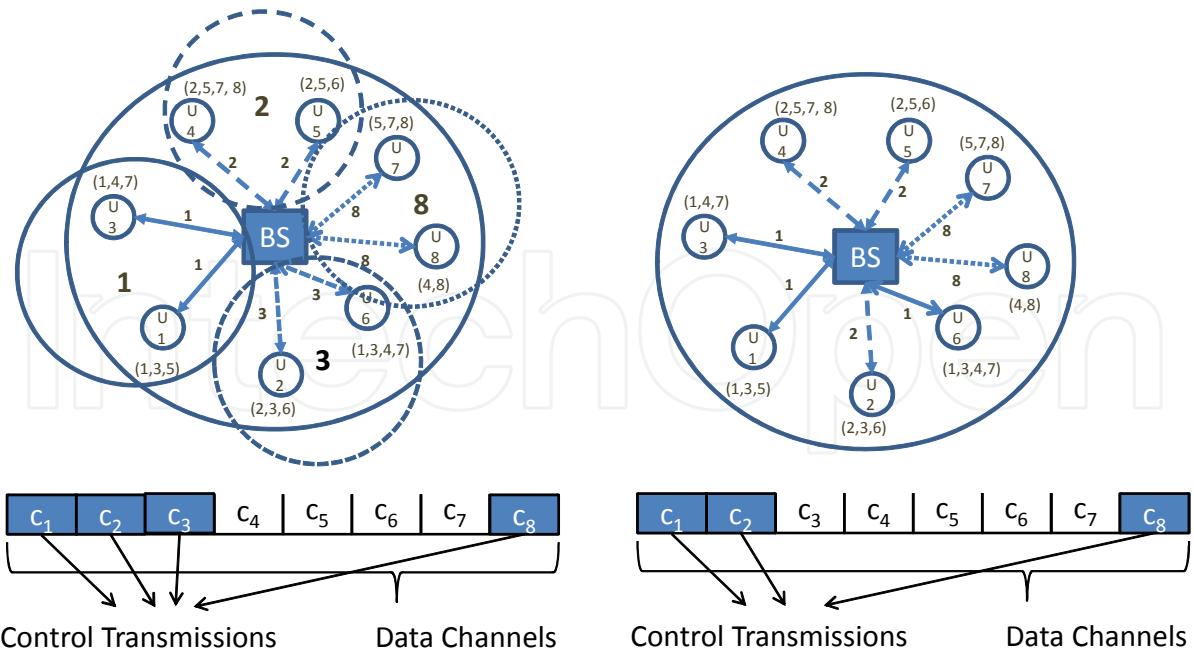 (2,5,7, 8)
2
(2,5,6)
U
4
U
5
(5,7,8)
U
7
2
2
(1,4,7)
U
3
1
8
8
BS
U
8
8
(4,8)
1
1
3
U
6
3
U
1
(1,3,5)
3
(1,3,4,7)
U
2
(2,3,6)
c1 c2 c3 c4 c5 c6 c7 c8
Control Transmissions Data Channels
(2,5,7, 8)
(2,5,6)
U
4
U
5
(5,7,8)
U
7
2
2
(1,4,7)
U
3
1
8
BS
U
8
8
(4,8)
1
1
U
6
2
U
1
(1,3,5)
(1,3,4,7)
U
2
(2,3,6)
c1 c2 c3 c4 c5 c6 c7 c8
Control Transmissions Data Channels
IntechOpen